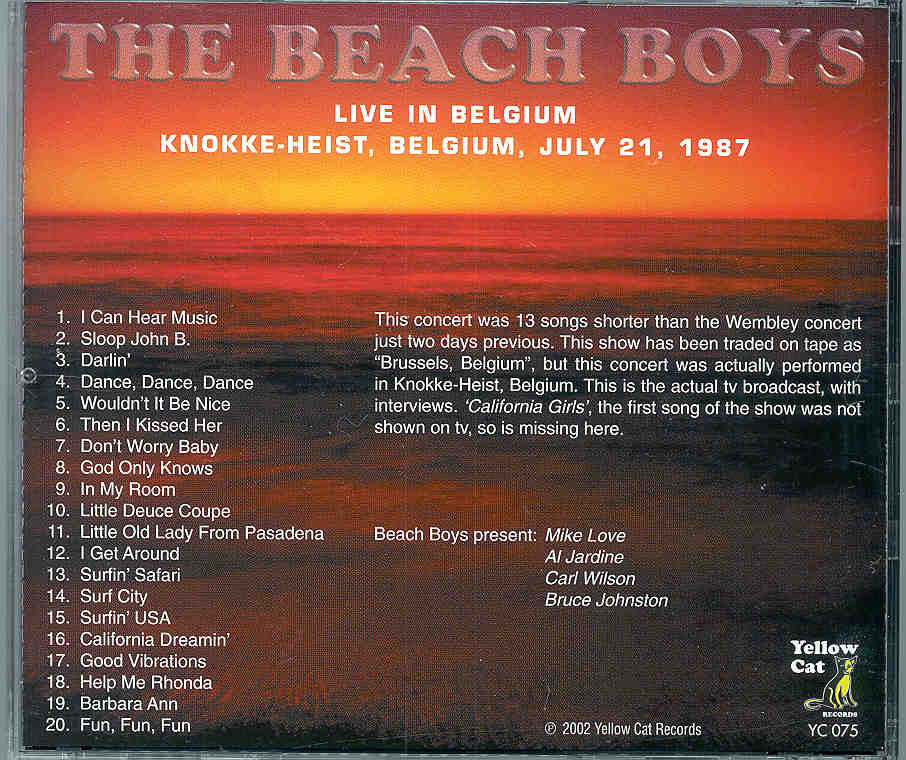 THE BEACH BOYS
LIVE IN BELGIUM
KNOKKE-HEIST, BELGIUM, JULY 21, 1987
1. I Can Hear Music
2. Sloop John B.
3. Darlin'
4. Dance, Dance, Dance
5. Wouldn't It Be Nice
6. Then I Kissed Her
7. Don't Worry Baby
8. God Only Knows
9. In My Room
10. Little Deuce Coupe
11. Little Old Lady From Pasadena
12. I Get Around
13. Surfin' Safari
14. Surf City
15. Surfin' USA
16. California Dreamin'
17. Good Vibrations
18. Help Me Rhonda
19. Barbara Ann
20. Fun, Fun, Fun
This concert was 13 songs shorter than the Wembley concert
just two days previous. This show has been traded on tape as
“Brussels, Belgium”, but this concert was actually performed
in Knokke-Heist, Belgium. This is the actual tv broadcast, with
interviews. ‘California Girls’, the first song of the show was not
shown on tv, so is missing here.
Beach Boys present: Mike Love
Al Jardine
Carl Wilson
Bruce Johnston
Yellow
Cat
RECORDS
℗ 2002 Yellow Cat Records
YC 075